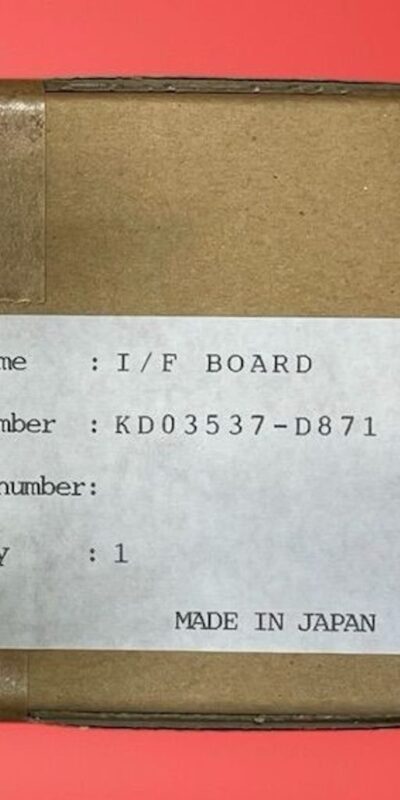 me : I/F BOARD
mber : KD03537-D871
number:
y : 1
MADE IN JAPAN